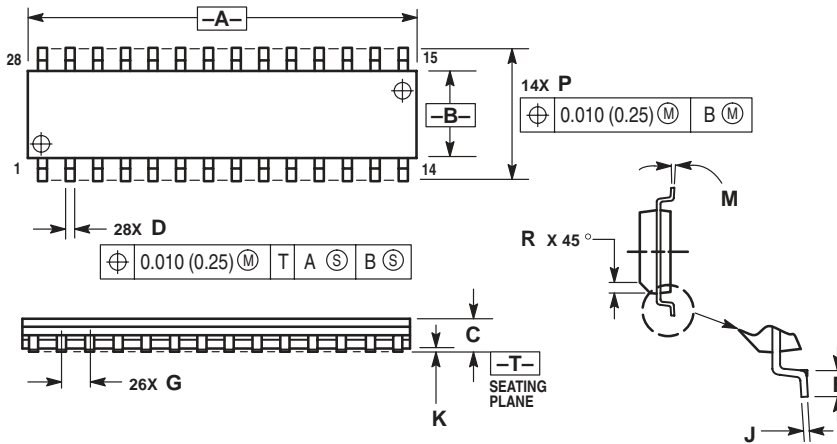 –A–
28
15
14X P
⌖ 0.010 (0.25) Ⓜ B Ⓜ
–B–
1
14
28X D
⌖ 0.010 (0.25) Ⓜ T A Ⓢ B Ⓢ
M
R X 45°
C
26X G
–T–
SEATING
PLANE
K
J